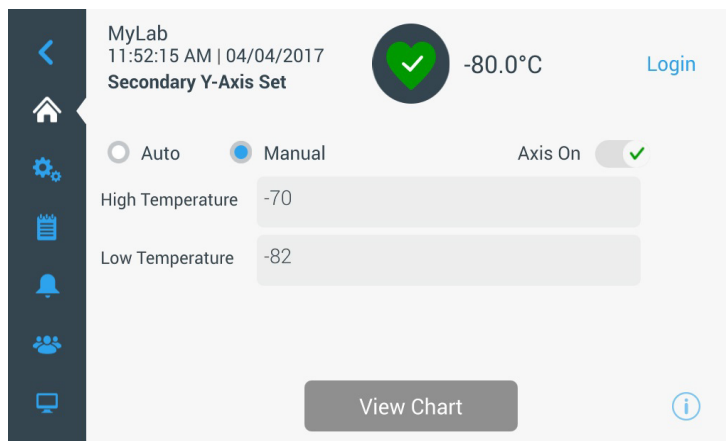 MyLab
11:52:15 AM | 04/04/2017
Secondary Y-Axis Set
-80.0°C
Login
Auto Manual Axis On
High Temperature -70
Low Temperature -82
View Chart
i